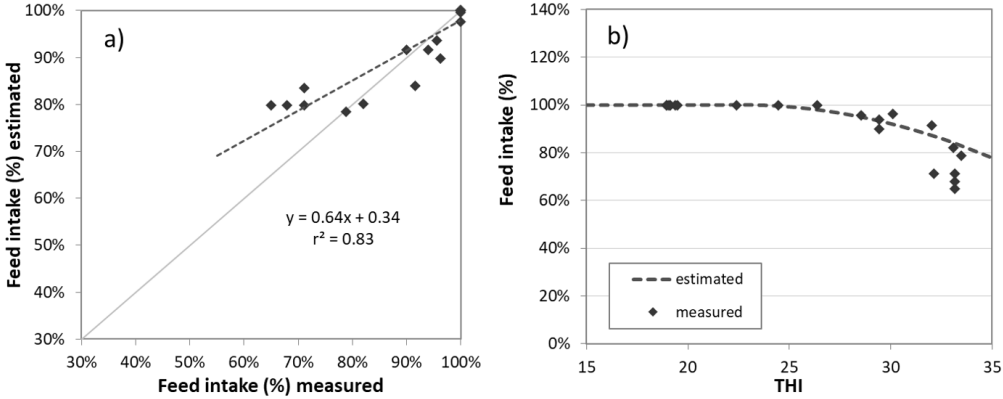 a)
100%
90%
80%
70%
60%
50%
40%
30%
Feed intake (%) estimated
y = 0.64x + 0.34
r² = 0.83
30% 40% 50% 60% 70% 80% 90% 100%
Feed intake (%) measured
b)
140%
120%
100%
80%
60%
40%
20%
0%
Feed intake (%)
estimated
measured
15 20 25 30 35
THI